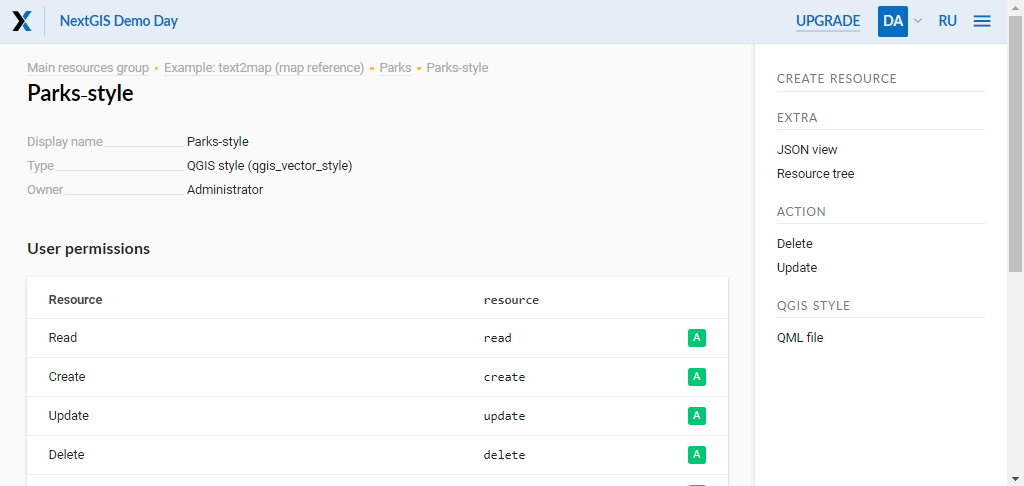 NextGIS Demo Day
UPGRADE
DA
RU
Main resources group
Example: text2map (map reference)
Parks
Parks-style
Parks-style
Display name Parks-style
Type QGIS style (qgis_vector_style)
Owner Administrator
User permissions
Resource resource
Read read A
Create create A
Update update A
Delete delete A
CREATE RESOURCE
EXTRA
JSON view
Resource tree
ACTION
Delete
Update
QGIS STYLE
QML file